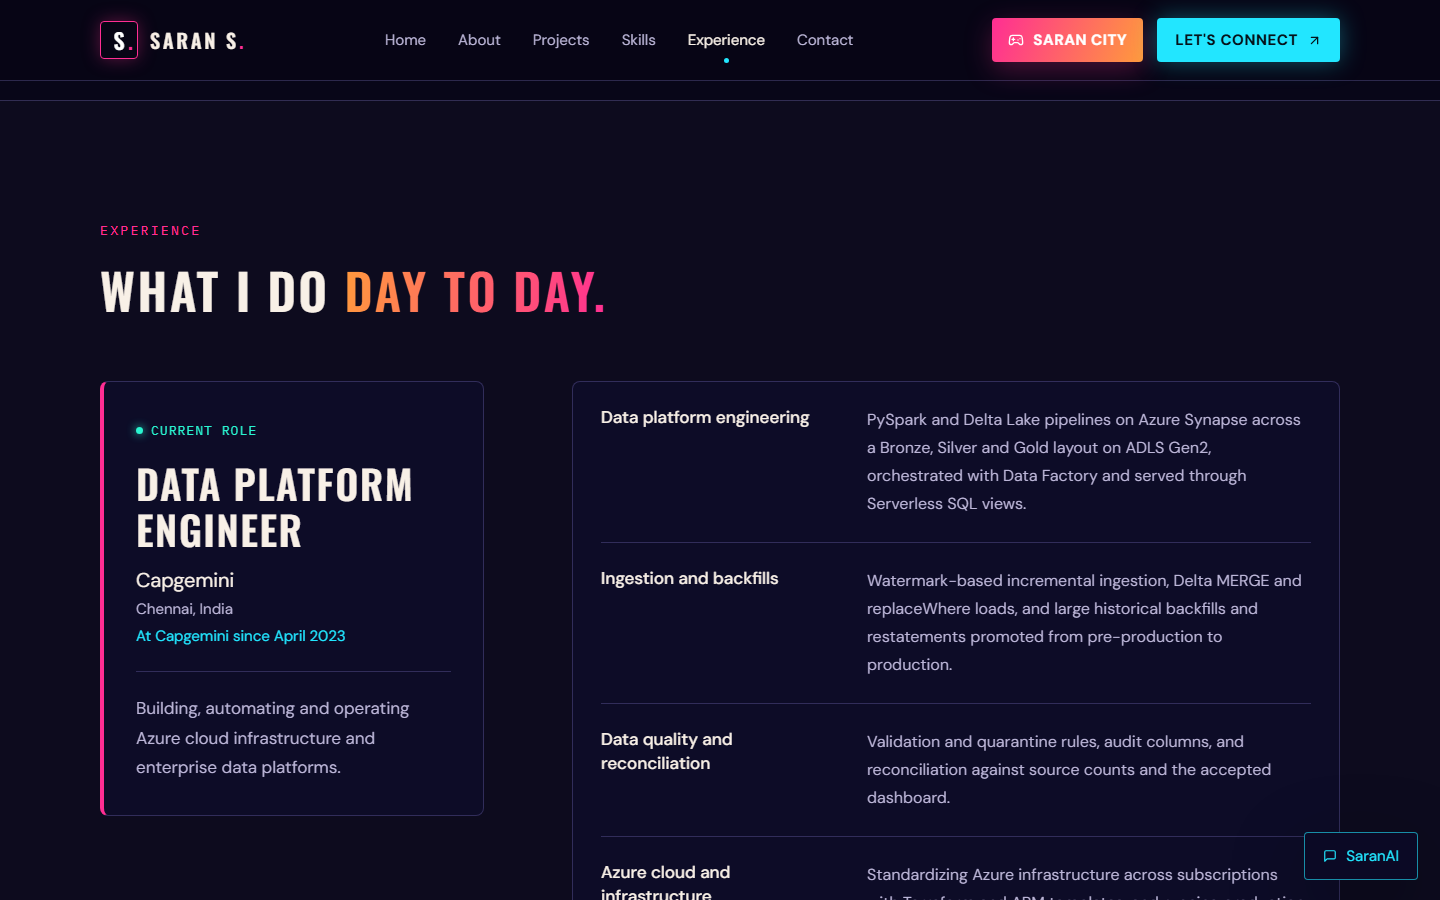 S. SARAN S.
Home About Projects Skills Experience Contact
SARAN CITY
LET'S CONNECT
EXPERIENCE
WHAT I DO DAY TO DAY.
CURRENT ROLE
DATA PLATFORM
ENGINEER
Capgemini
Chennai, India
At Capgemini since April 2023
Building, automating and operating
Azure cloud infrastructure and
enterprise data platforms.
Data platform engineering
PySpark and Delta Lake pipelines on Azure Synapse across
a Bronze, Silver and Gold layout on ADLS Gen2,
orchestrated with Data Factory and served through
Serverless SQL views.
Ingestion and backfills
Watermark-based incremental ingestion, Delta MERGE and
replaceWhere loads, and large historical backfills and
restatements promoted from pre-production to
production.
Data quality and
reconciliation
Validation and quarantine rules, audit columns, and
reconciliation against source counts and the accepted
dashboard.
Azure cloud and
infrastructure
Standardizing Azure infrastructure across subscriptions
SaranAI